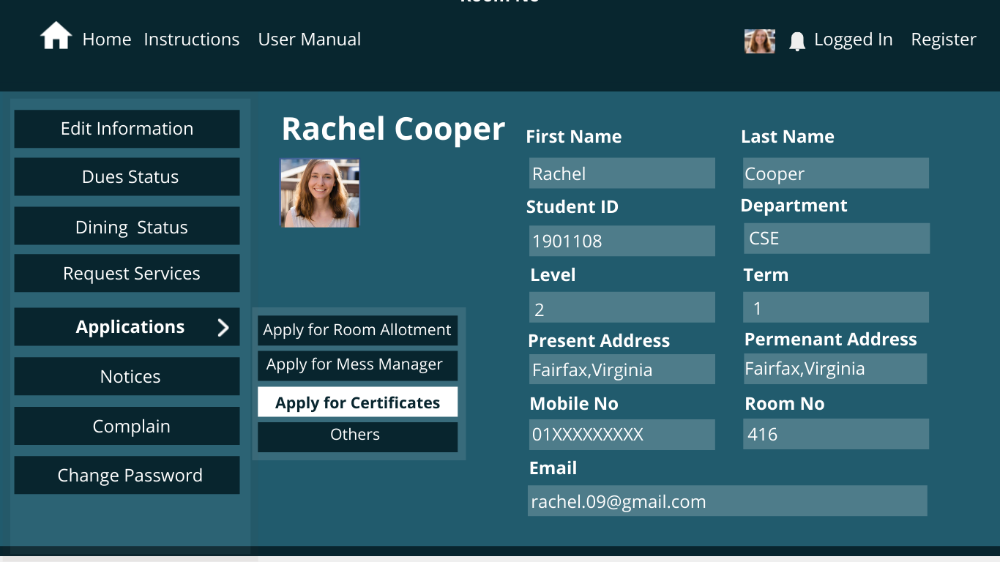 Room No
Home Instructions User Manual Logged In Register
Edit Information
Dues Status
Dining  Status
Request Services
Applications
Notices
Complain
Change Password
Apply for Room Allotment
Apply for Mess Manager
Apply for Certificates
Others
Rachel Cooper
First Name Last Name
Rachel Cooper
Student ID Department
1901108 CSE
Level Term
2 1
Present Address Permenant Address
Fairfax,Virginia Fairfax,Virginia
Mobile No Room No
01XXXXXXXXX 416
Email
rachel.09@gmail.com